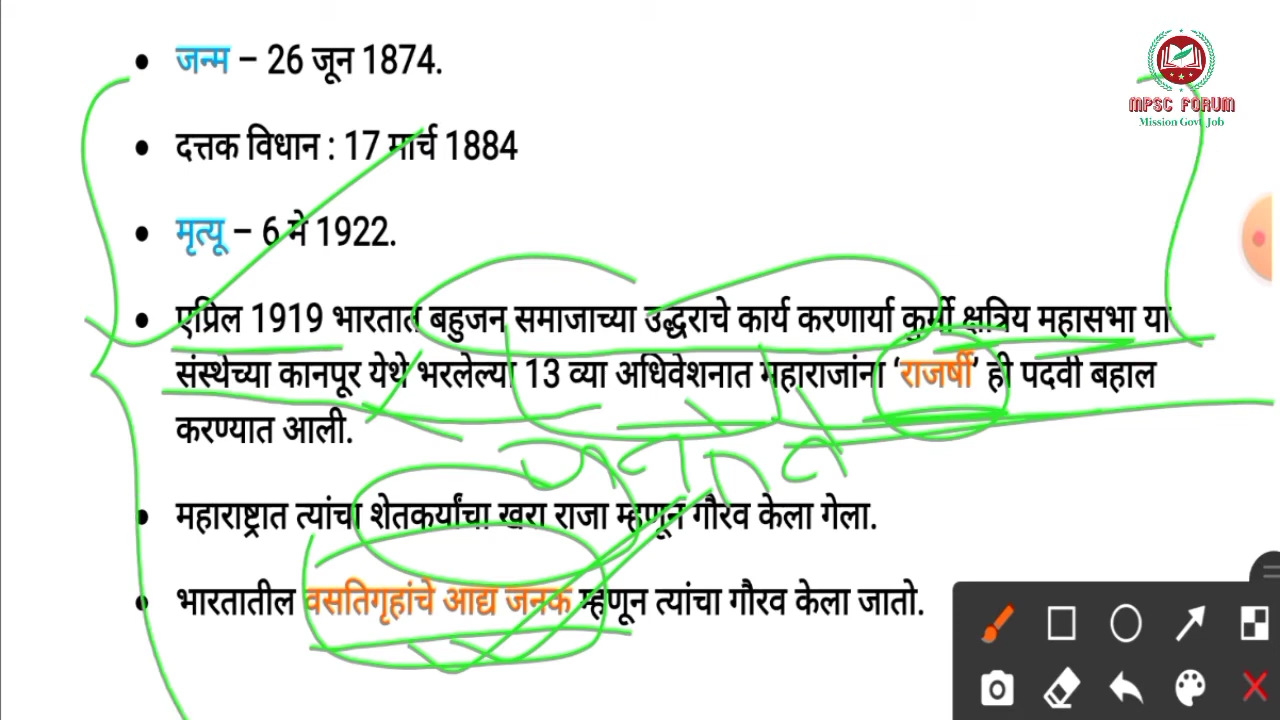 MPSC FORUM
Mission Govt Job
• जन्म – 26 जून 1874.
• दत्तक विधान : 17 मार्च 1884
• मृत्यू – 6 मे 1922.
• एप्रिल 1919 भारतात बहुजन समाजाच्या उद्धराचे कार्य करणार्या कुर्मी क्षत्रिय महासभा या
संस्थेच्या कानपूर येथे भरलेल्या 13 व्या अधिवेशनात महाराजांना ‘राजर्षी’ ही पदवी बहाल
करण्यात आली.
• महाराष्ट्रात त्यांचा शेतकर्यांचा खरा राजा म्हणून गौरव केला गेला.
• भारतातील वसतिगृहांचे आद्य जनक म्हणून त्यांचा गौरव केला जातो.